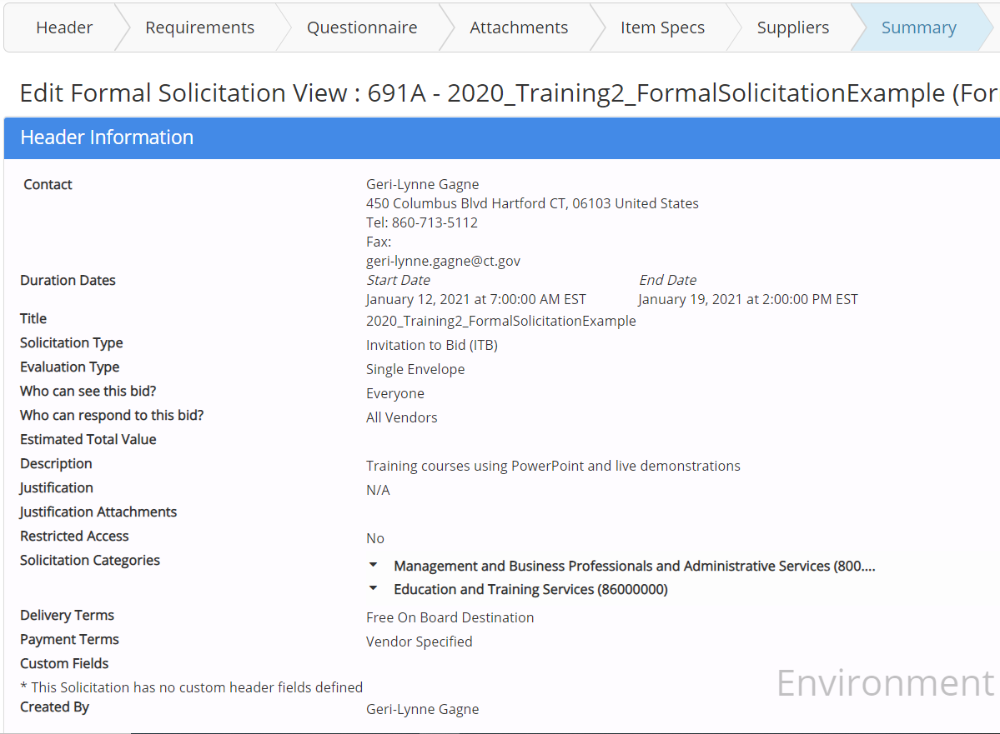 Header Requirements Questionnaire Attachments Item Specs Suppliers Summary
Edit Formal Solicitation View : 691A - 2020_Training2_FormalSolicitationExample (For
Header Information
Contact Geri-Lynne Gagne
450 Columbus Blvd Hartford CT, 06103 United States
Tel: 860-713-5112
Fax:
geri-lynne.gagne@ct.gov
Duration Dates Start Date End Date
January 12, 2021 at 7:00:00 AM EST January 19, 2021 at 2:00:00 PM EST
Title 2020_Training2_FormalSolicitationExample
Solicitation Type Invitation to Bid (ITB)
Evaluation Type Single Envelope
Who can see this bid? Everyone
Who can respond to this bid? All Vendors
Estimated Total Value
Description Training courses using PowerPoint and live demonstrations
Justification N/A
Justification Attachments
Restricted Access No
Solicitation Categories Management and Business Professionals and Administrative Services (800....
Education and Training Services (86000000)
Delivery Terms Free On Board Destination
Payment Terms Vendor Specified
Custom Fields
* This Solicitation has no custom header fields defined
Environment
Created By Geri-Lynne Gagne